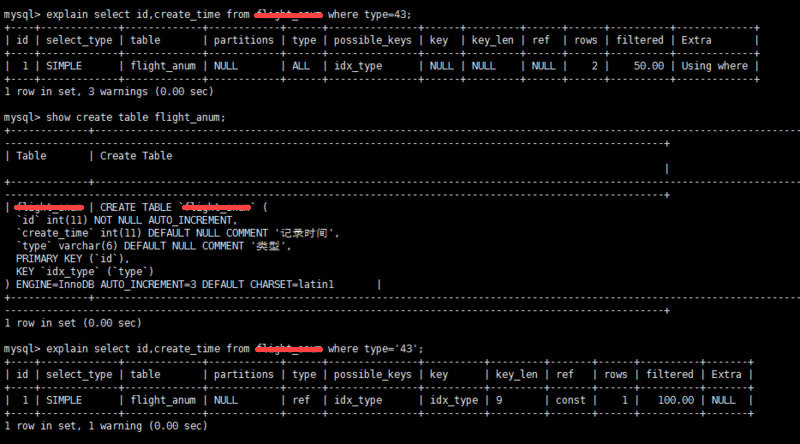 mysql> explain select id,create_time from flight_anum where type=43;
+----+-------------+-------------+------------+------+---------------+------+---------+------+------+----------+-------------+
| id | select_type | table | partitions | type | possible_keys | key | key_len | ref | rows | filtered | Extra |
+----+-------------+-------------+------------+------+---------------+------+---------+------+------+----------+-------------+
| 1 | SIMPLE | flight_anum | NULL | ALL | idx_type | NULL | NULL | NULL | 2 | 50.00 | Using where |
+----+-------------+-------------+------------+------+---------------+------+---------+------+------+----------+-------------+
1 row in set, 3 warnings (0.00 sec)
mysql> show create table flight_anum;
| Table | Create Table
|
| flight_anum | CREATE TABLE `flight_anum` (
`id` int(11) NOT NULL AUTO_INCREMENT,
`create_time` int(11) DEFAULT NULL COMMENT '记录时间',
`type` varchar(6) DEFAULT NULL COMMENT '类型',
PRIMARY KEY (`id`),
KEY `idx_type` (`type`)
) ENGINE=InnoDB AUTO_INCREMENT=3 DEFAULT CHARSET=latin1 |
1 row in set (0.00 sec)
mysql> explain select id,create_time from flight_anum where type='43';
+----+-------------+-------------+------------+------+---------------+----------+---------+-------+------+----------+-------+
| id | select_type | table | partitions | type | possible_keys | key | key_len | ref | rows | filtered | Extra |
+----+-------------+-------------+------------+------+---------------+----------+---------+-------+------+----------+-------+
| 1 | SIMPLE | flight_anum | NULL | ref | idx_type | idx_type | 9 | const | 1 | 100.00 | NULL |
+----+-------------+-------------+------------+------+---------------+----------+---------+-------+------+----------+-------+
1 row in set, 1 warning (0.00 sec)